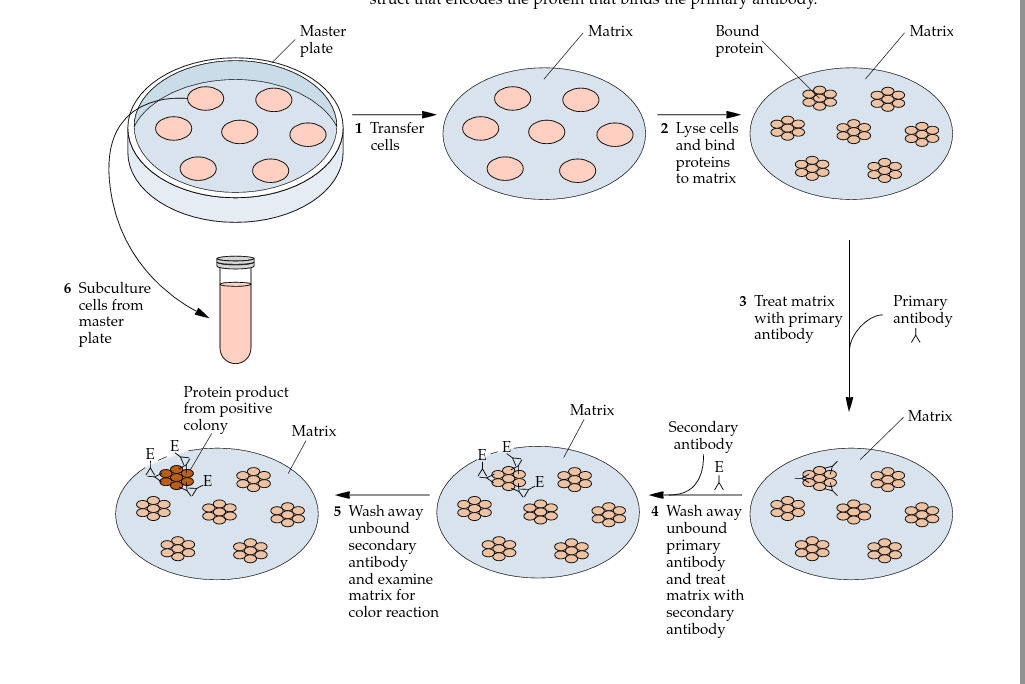 struct that encodes the protein that binds the primary antibody.
Master
plate
Matrix
Bound
protein
Matrix
1 Transfer
cells
2 Lyse cells
and bind
proteins
to matrix
6 Subculture
cells from
master
plate
3 Treat matrix
with primary
antibody
Primary
antibody
Protein product
from positive
colony
Matrix
E
E
E
Matrix
E
E
E
Secondary
antibody
E
Matrix
5 Wash away
unbound
secondary
antibody
and examine
matrix for
color reaction
4 Wash away
unbound
primary
antibody
and treat
matrix with
secondary
antibody